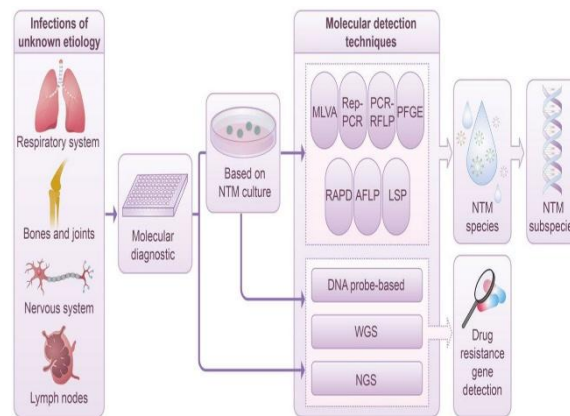 Infections of
unknown etiology
Respiratory system
Bones and joints
Nervous system
Lymph nodes
Molecular
diagnostic
Based on
NTM culture
Molecular detection
techniques
MLVA
Rep-
PCR
PCR-
RFLP
PFGE
RAPD
AFLP
LSP
DNA probe-based
WGS
NGS
NTM
species
NTM
subspecies
Drug
resistance
gene
detection